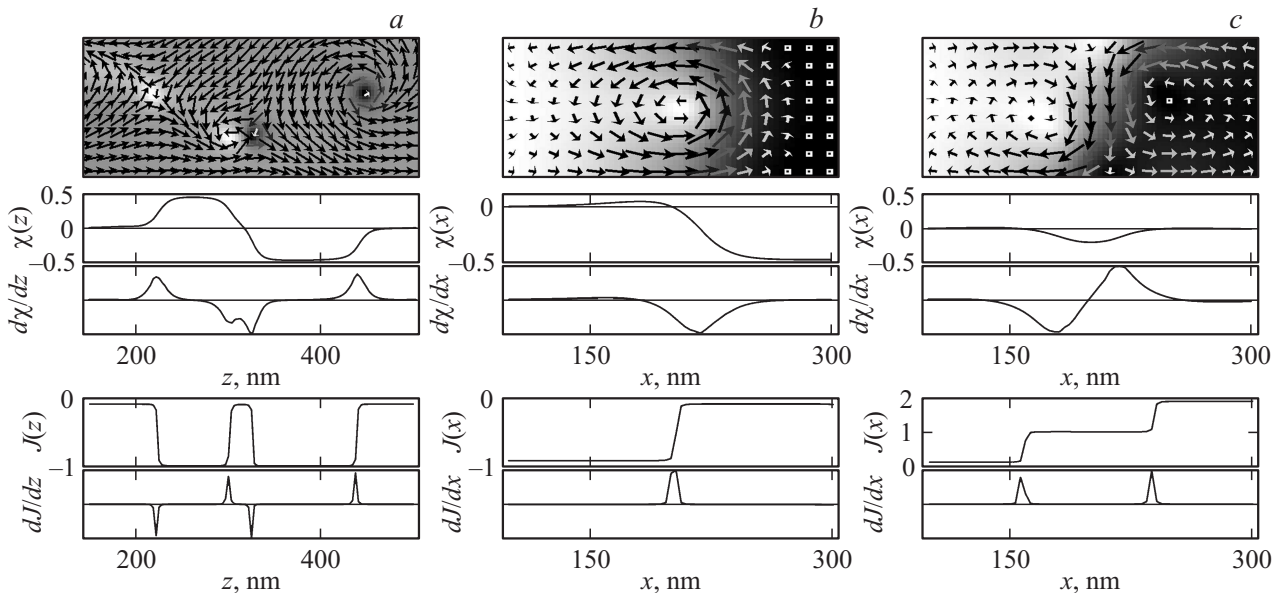 a b c
0.5 0 −0.5 χ(z)
0 −0.5 χ(x)
0.5 0 −0.5 χ(x)
dχ/dz dχ/dx dχ/dx
200 400 150 300 150 300
z, nm x, nm x, nm
0 −1 J(z)
0 −1 J(x)
2 1 0 J(x)
dJ/dz dJ/dx dJ/dx
200 400 150 300 150 300
z, nm x, nm x, nm